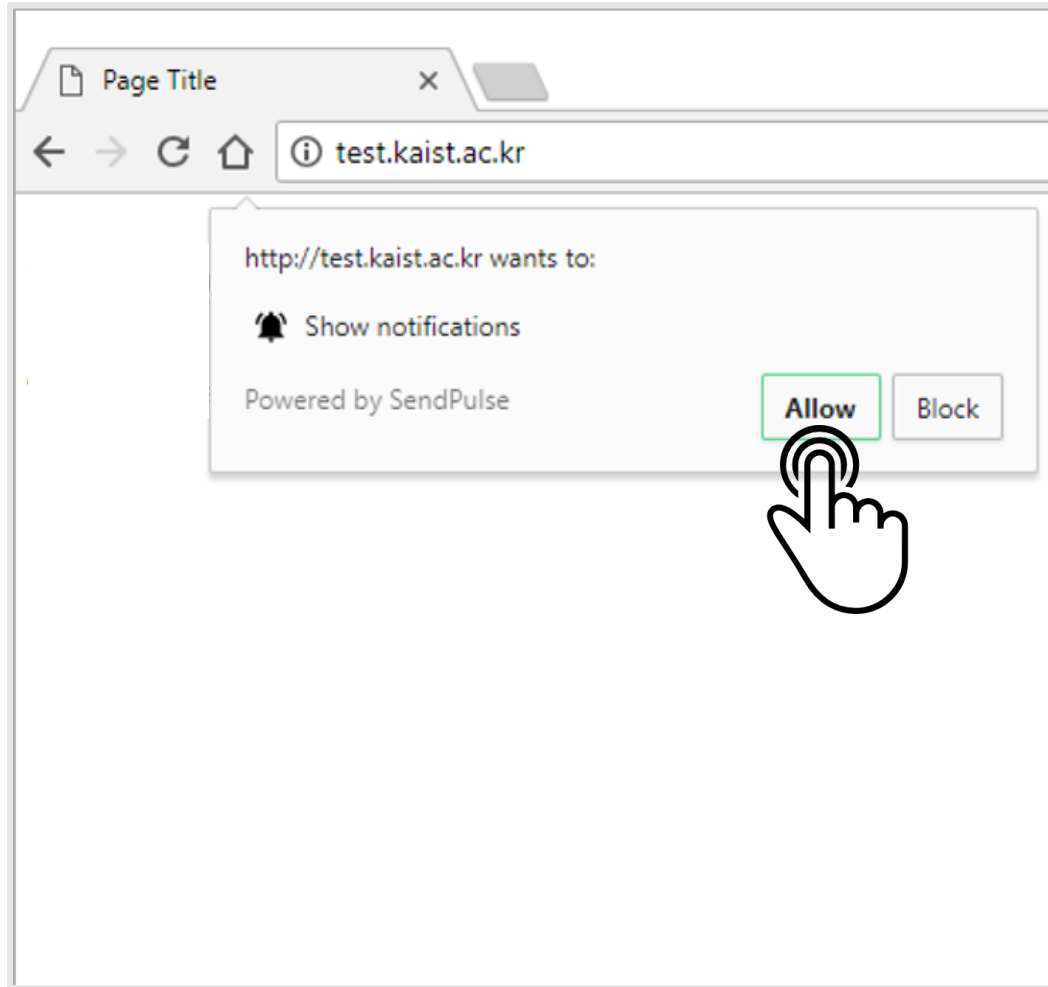 Page Title
test.kaist.ac.kr
http://test.kaist.ac.kr wants to:
Show notifications
Powered by SendPulse
Allow Block